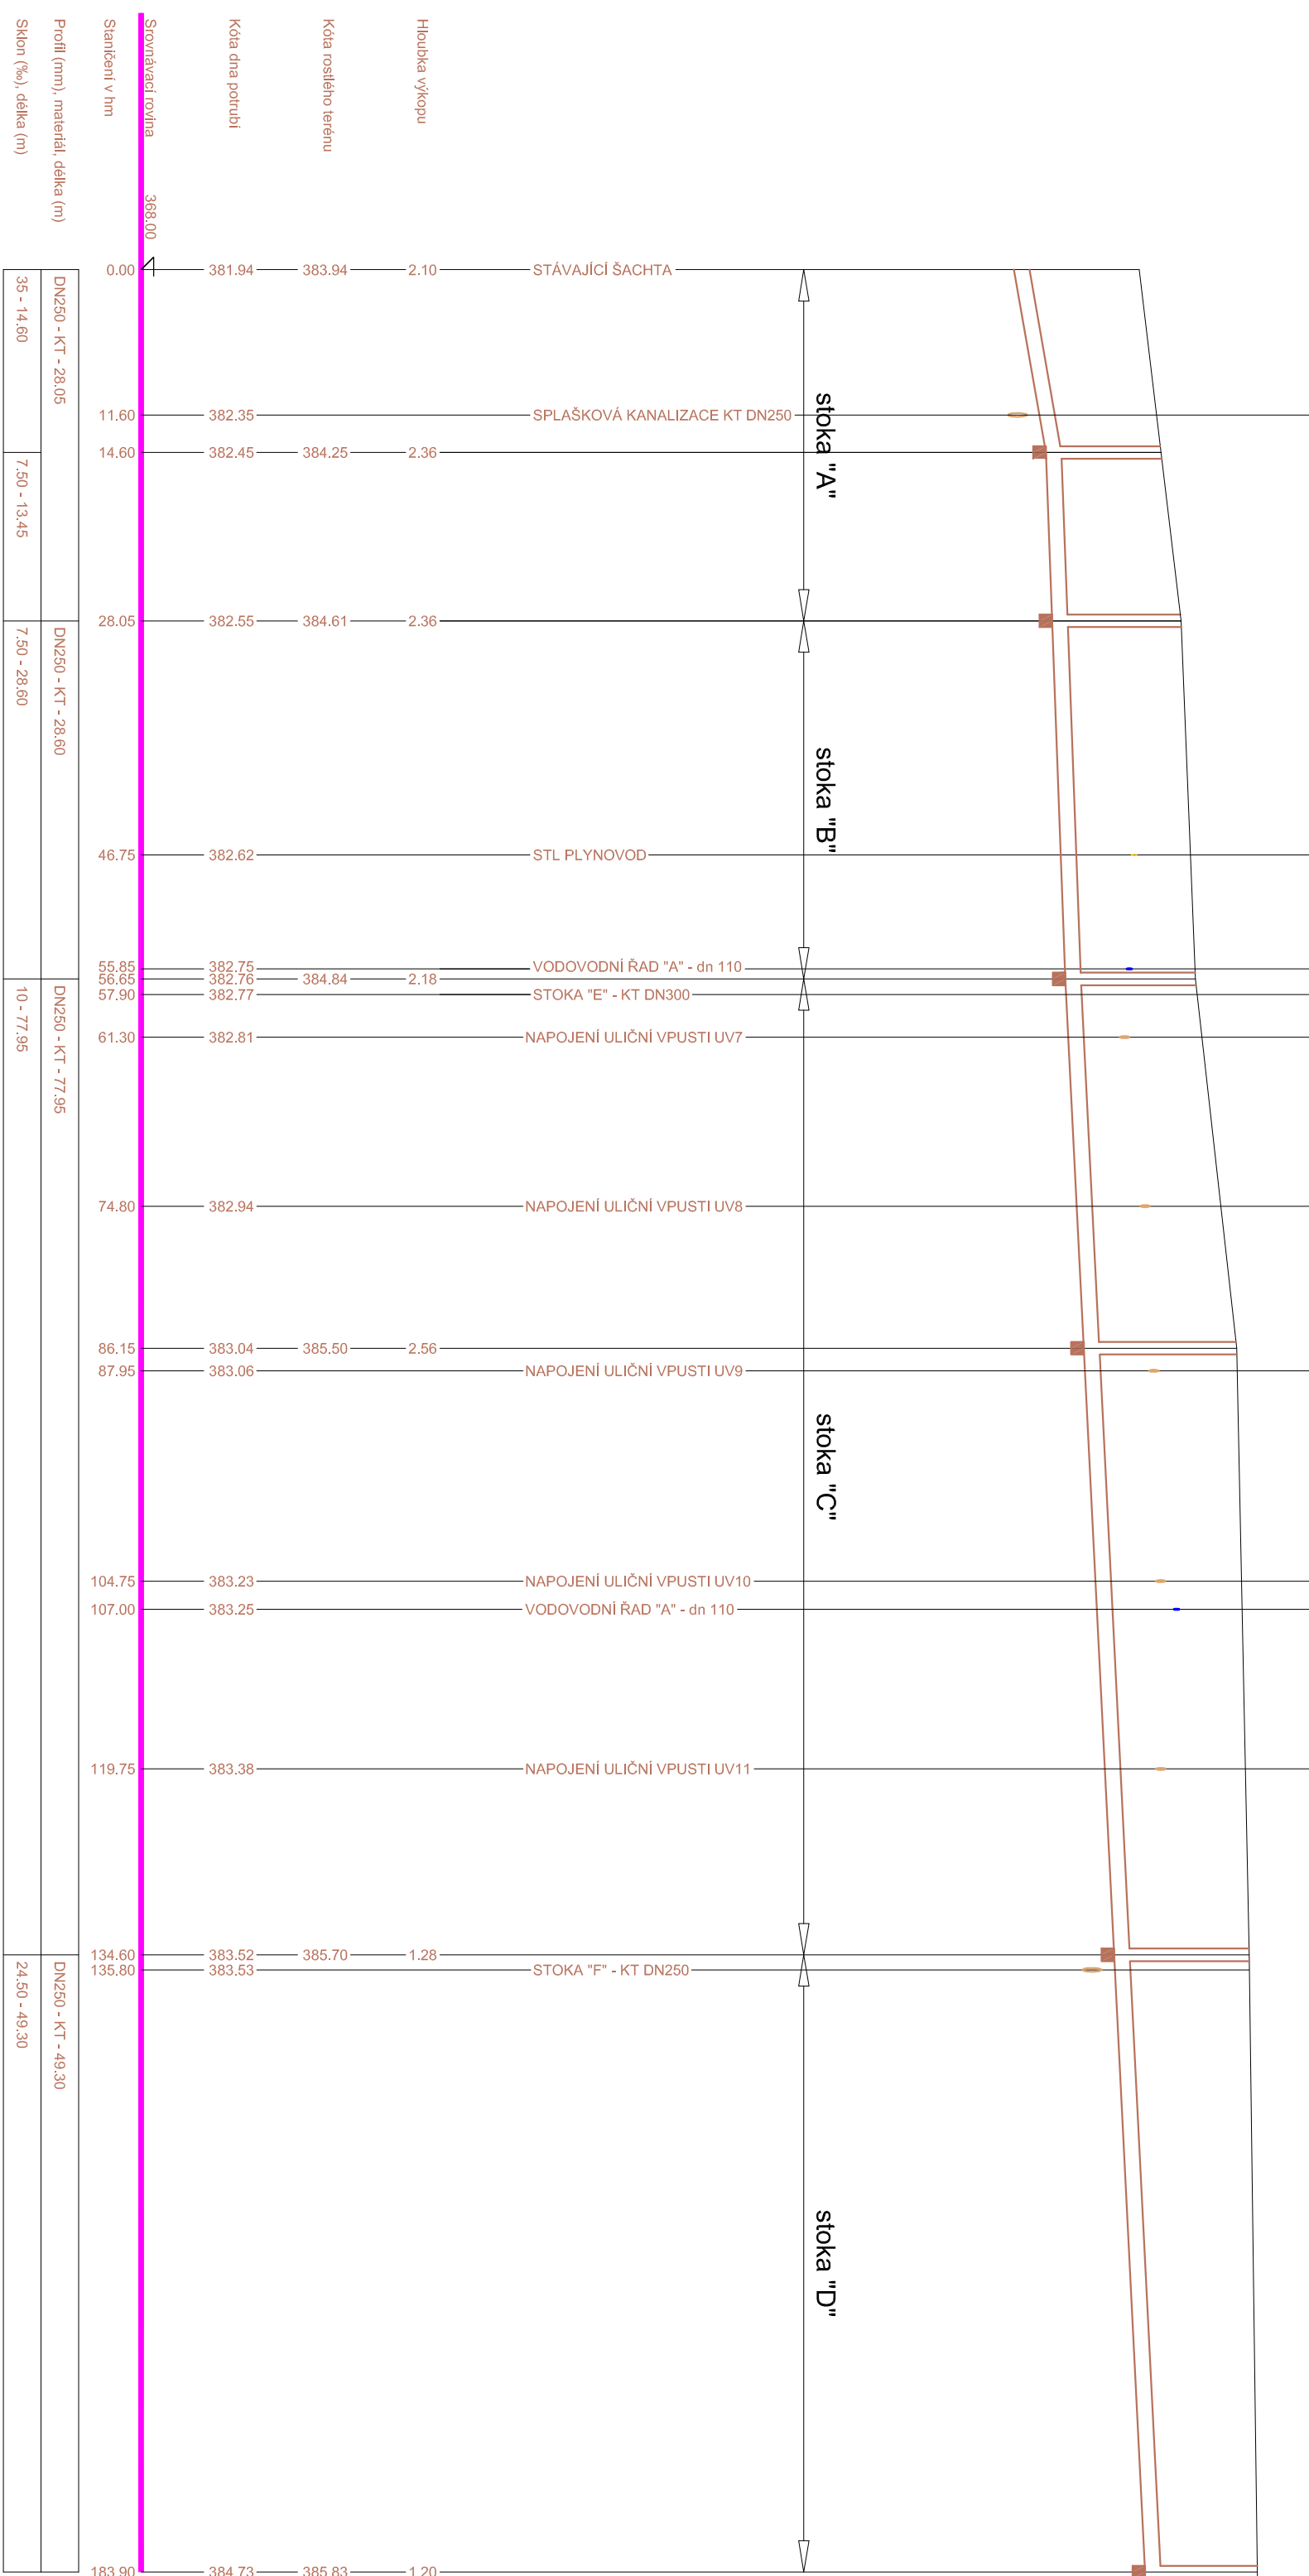 Hloubka výkopu
Kóta rostlého terénu
Kóta dna potrubí
Srovnávací rovina
368.00
Staničení v hm
Profil (mm), materiál, délka (m)
Sklon (‰), délka (m)
0.00 381.94 383.94 2.10 STÁVAJÍCÍ ŠACHTA
11.60 382.35 SPLAŠKOVÁ KANALIZACE KT DN250
14.60 382.45 384.25 2.36
28.05 382.55 384.61 2.36
46.75 382.62 STL PLYNOVOD
55.85 382.75 VODOVODNÍ ŘAD "A" - dn 110
56.65 382.76 384.84 2.18
57.90 382.77 STOKA "E" - KT DN300
61.30 382.81 NAPOJENÍ ULIČNÍ VPUSTI UV7
74.80 382.94 NAPOJENÍ ULIČNÍ VPUSTI UV8
86.15 383.04 385.50 2.56
87.95 383.06 NAPOJENÍ ULIČNÍ VPUSTI UV9
104.75 383.23 NAPOJENÍ ULIČNÍ VPUSTI UV10
107.00 383.25 VODOVODNÍ ŘAD "A" - dn 110
119.75 383.38 NAPOJENÍ ULIČNÍ VPUSTI UV11
134.60 383.52 385.70 1.28
135.80 383.53 STOKA "F" - KT DN250
183.90 384.73 385.83 1.20
stoka "A"
stoka "B"
stoka "C"
stoka "D"
DN250 - KT - 28.05
DN250 - KT - 28.60
DN250 - KT - 77.95
DN250 - KT - 49.30
35 - 14.60
7.50 - 13.45
7.50 - 28.60
10 - 77.95
24.50 - 49.30